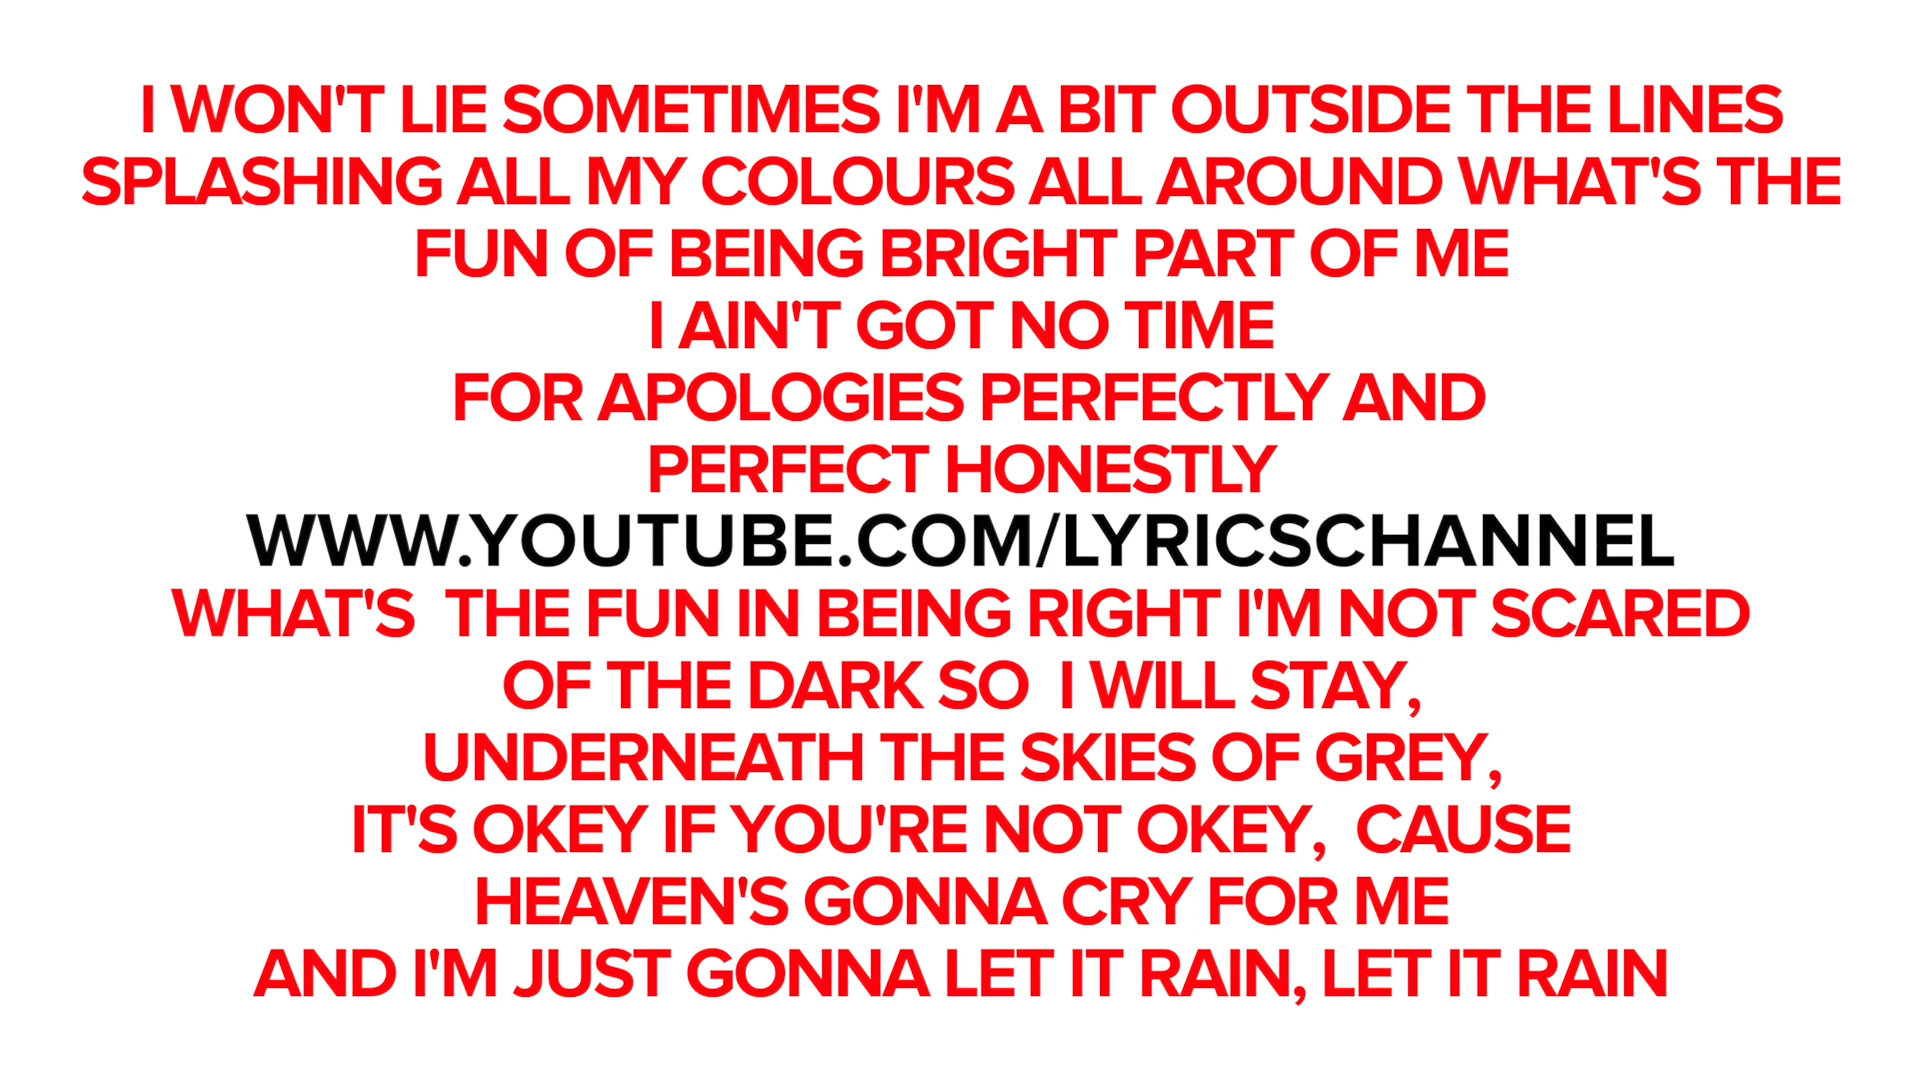 I WON'T LIE SOMETIMES I'M A BIT OUTSIDE THE LINES
SPLASHING ALL MY COLOURS ALL AROUND WHAT'S THE
FUN OF BEING BRIGHT PART OF ME
I AIN'T GOT NO TIME
FOR APOLOGIES PERFECTLY AND
PERFECT HONESTLY
WWW.YOUTUBE.COM/LYRICSCHANNEL
WHAT'S  THE FUN IN BEING RIGHT I'M NOT SCARED
OF THE DARK SO  I WILL STAY,
UNDERNEATH THE SKIES OF GREY,
IT'S OKEY IF YOU'RE NOT OKEY,  CAUSE
HEAVEN'S GONNA CRY FOR ME
AND I'M JUST GONNA LET IT RAIN, LET IT RAIN